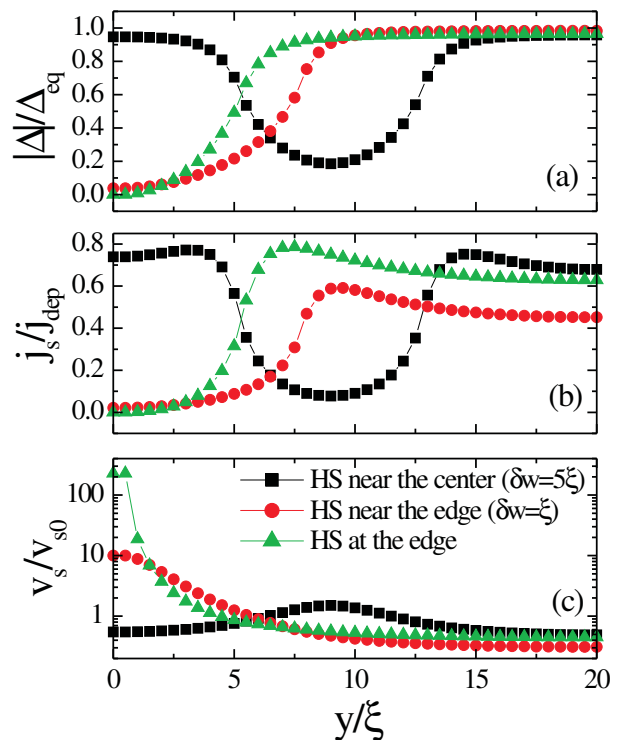 |Δ|/Δeq
1.0
0.8
0.6
0.4
0.2
0.0
(a)
js/jdep
0.8
0.6
0.4
0.2
0.0
(b)
vs/vs0
100
10
1
HS near the center (δw=5ξ)
HS near the edge (δw=ξ)
HS at the edge
(c)
0 5 10 15 20
y/ξ